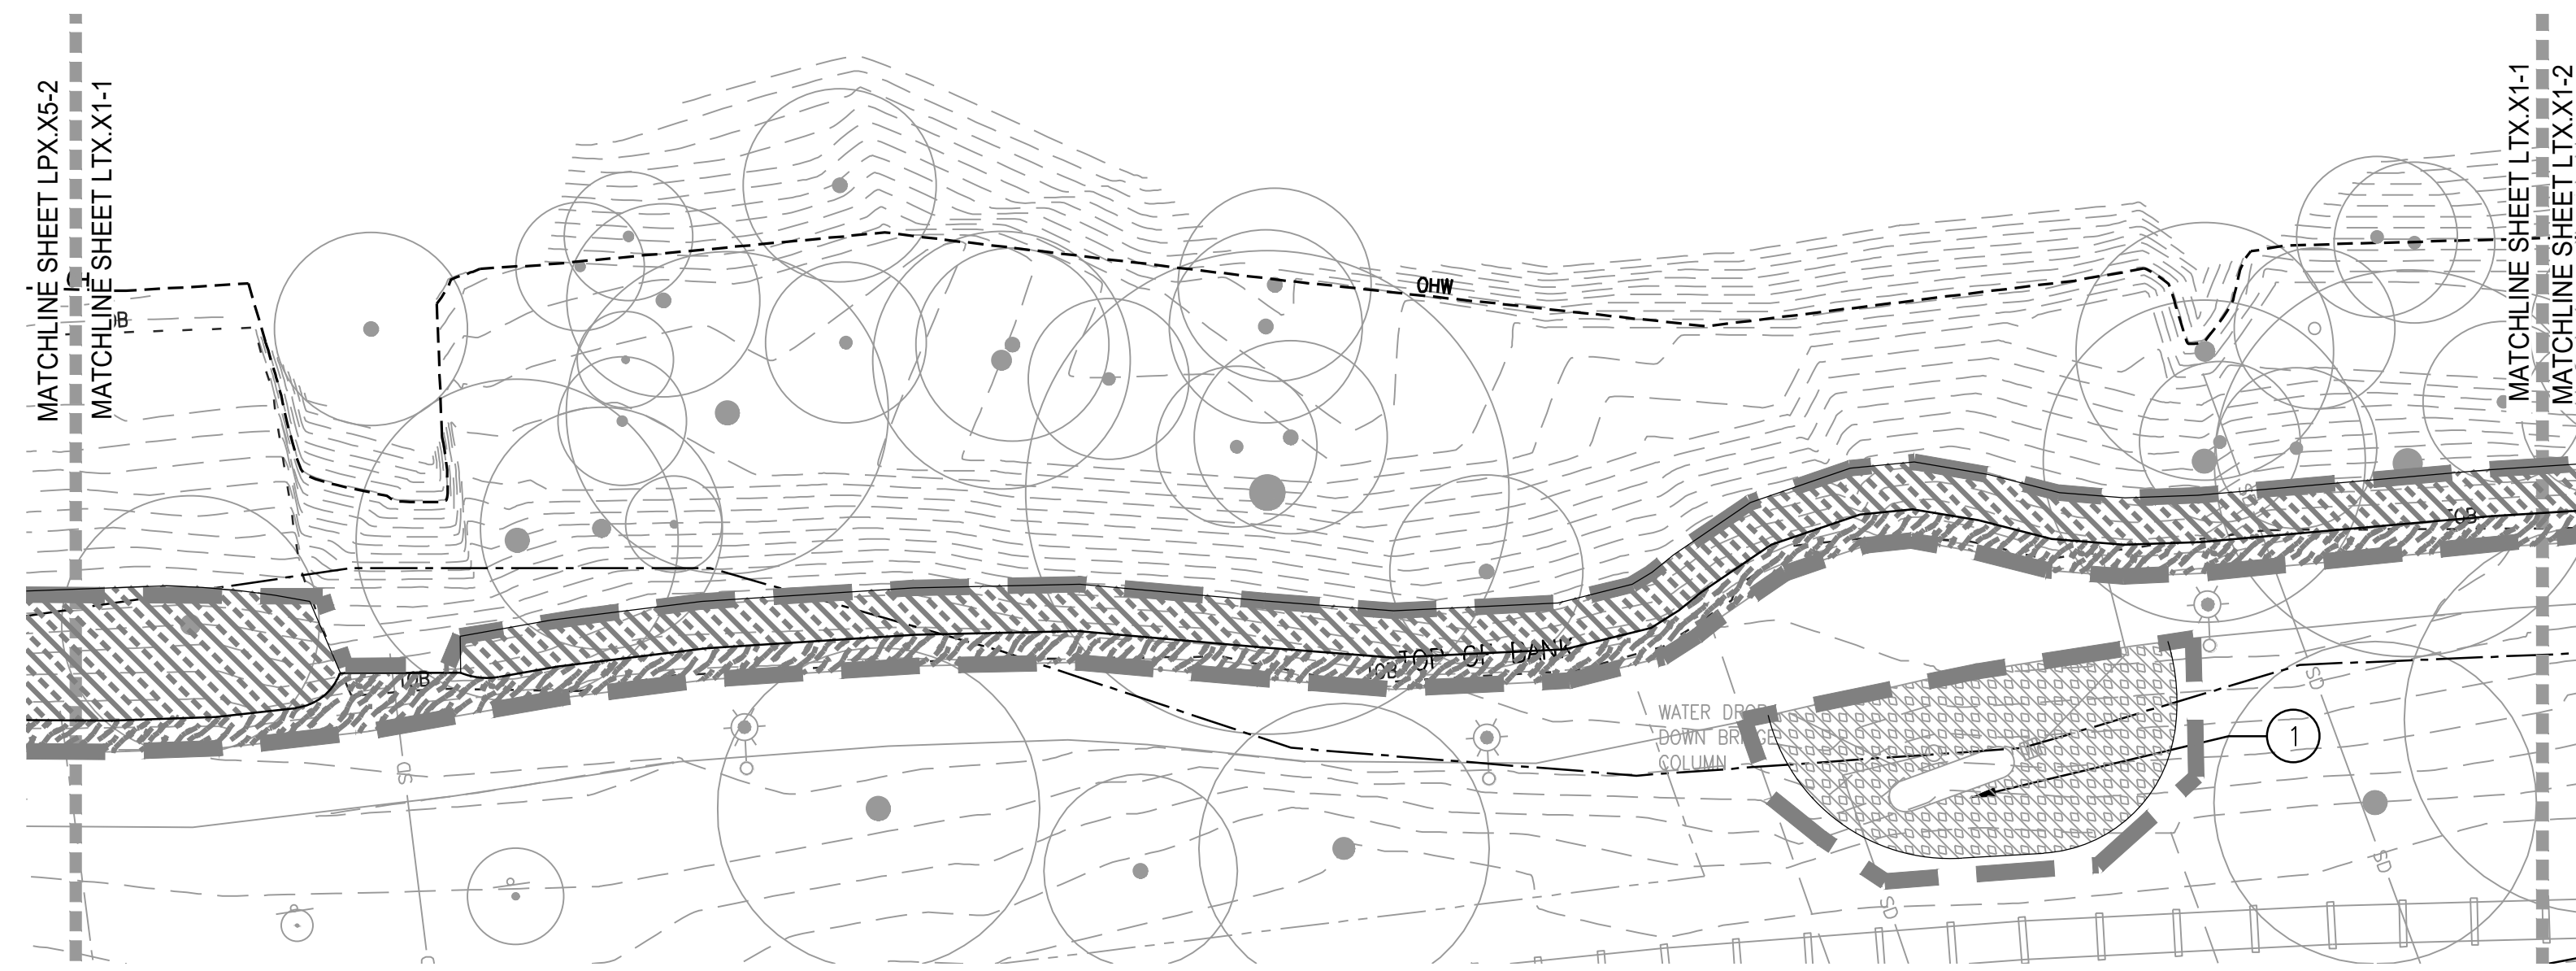 MATCHLINE SHEET LPX.X5-2
MATCHLINE SHEET LTX.X1-1
OHW
MATCHLINE SHEET LTX.X1-1
MATCHLINE SHEET LTX.X1-2
TOB
TOP OF BANK
TOB
WATER DROP
DOWN BRIDGE
COLUMN
1
SD
SD
SD
SD